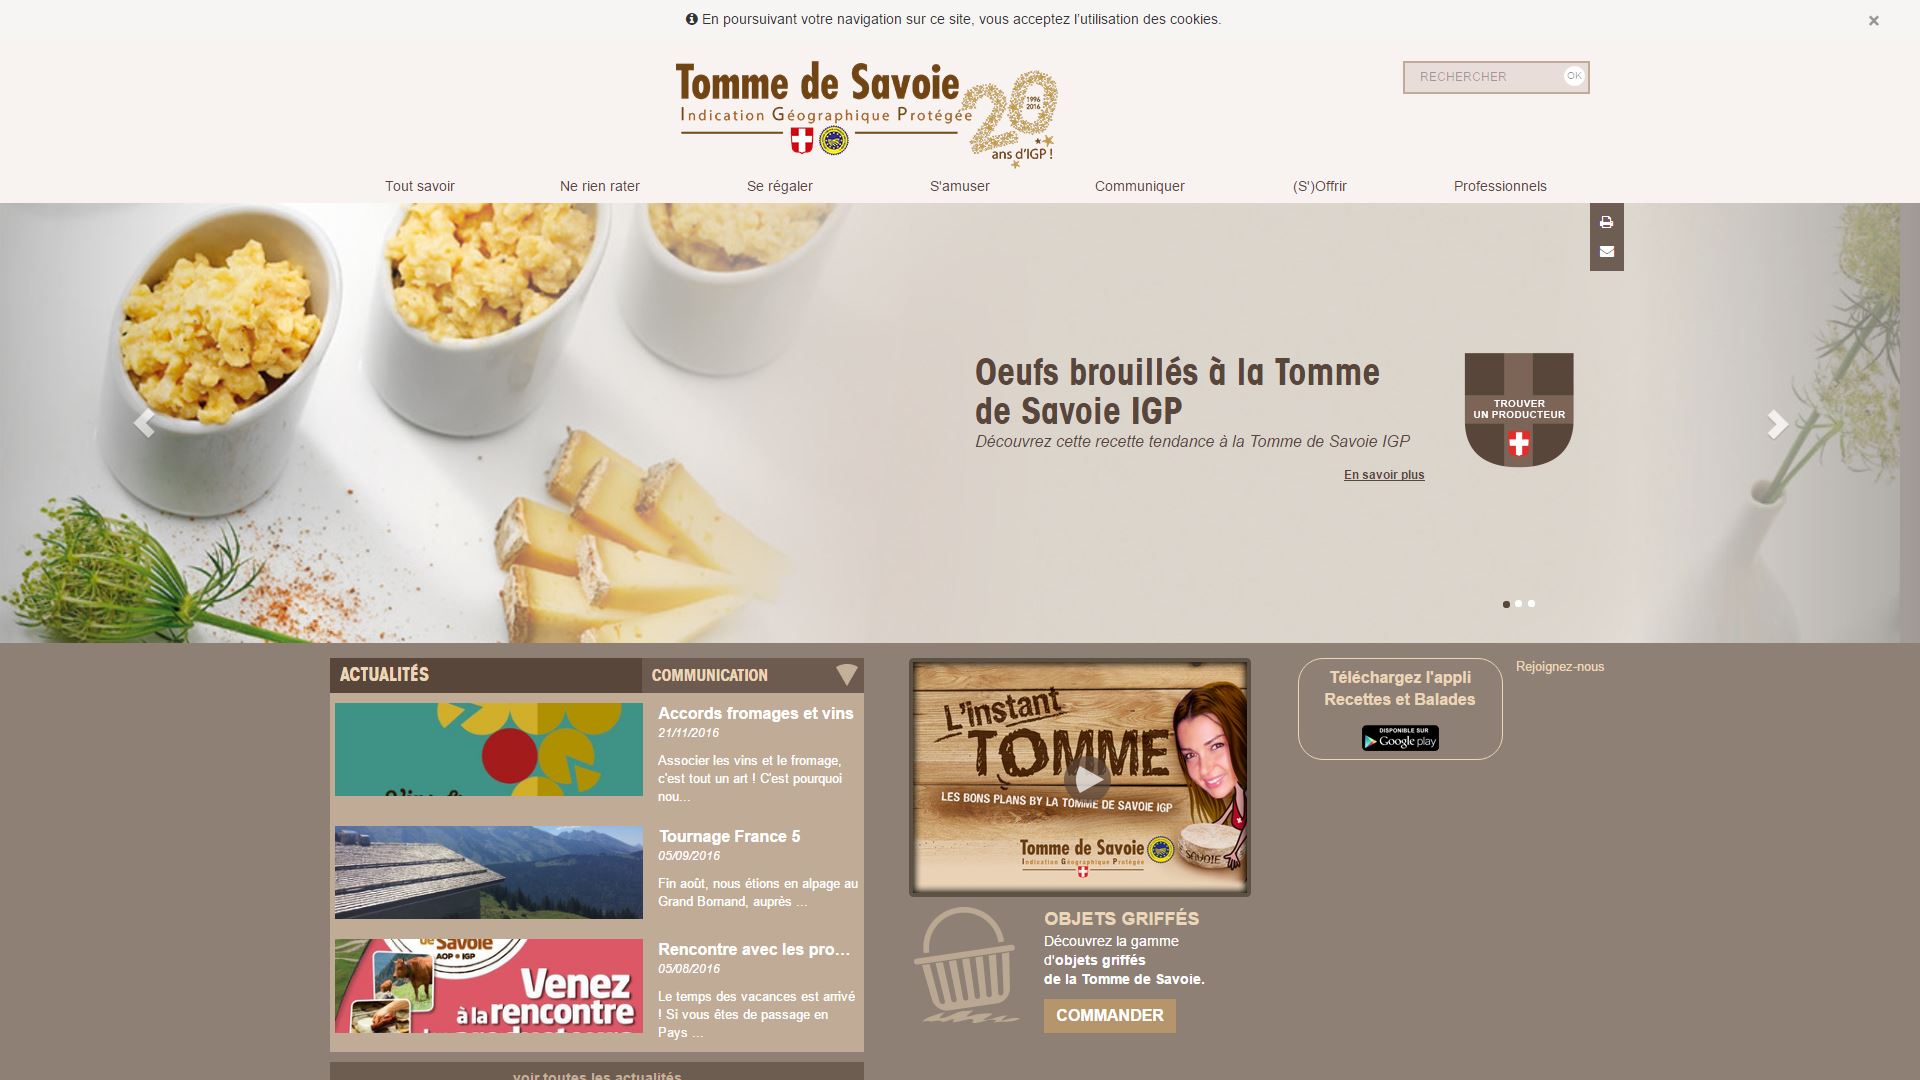 En poursuivant votre navigation sur ce site, vous acceptez l'utilisation des cookies.
×
Tomme de Savoie
Indication Géographique Protégée
20
1996
2016
ans d'IGP !
RECHERCHER
OK
Tout savoir
Ne rien rater
Se régaler
S'amuser
Communiquer
(S')Offrir
Professionnels
Oeufs brouillés à la Tomme
de Savoie IGP
Découvrez cette recette tendance à la Tomme de Savoie IGP
En savoir plus
TROUVER
UN PRODUCTEUR
ACTUALITÉS
COMMUNICATION
Accords fromages et vins
21/11/2016
Associer les vins et le fromage,
c'est tout un art ! C'est pourquoi
nou...
Tournage France 5
05/09/2016
Fin août, nous étions en alpage au
Grand Bornand, auprès ...
de Savoie
AOP • IGP
Venez
à la rencontre
Rencontre avec les pro...
05/08/2016
Le temps des vacances est arrivé
! Si vous êtes de passage en
Pays ...
voir toutes les actualités
L'instant
TOMME
LES BONS PLANS BY LA TOMME DE SAVOIE IGP
Tomme de Savoie
Indication Géographique Protégée
SAVOIE
OBJETS GRIFFÉS
Découvrez la gamme
d'objets griffés
de la Tomme de Savoie.
COMMANDER
Téléchargez l'appli
Recettes et Balades
DISPONIBLE SUR
Google play
Rejoignez-nous